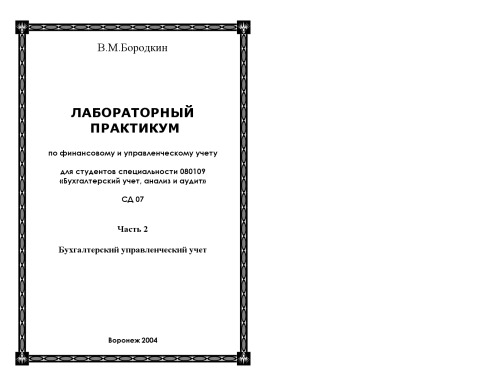 В.М.Бородкин
ЛАБОРАТОРНЫЙ
ПРАКТИКУМ
по финансовому и управленческому учету
для студентов специальности 080109
«Бухгалтерский учет, анализ и аудит»
СД 07
Часть 2
Бухгалтерский управленческий учет
Воронеж 2004